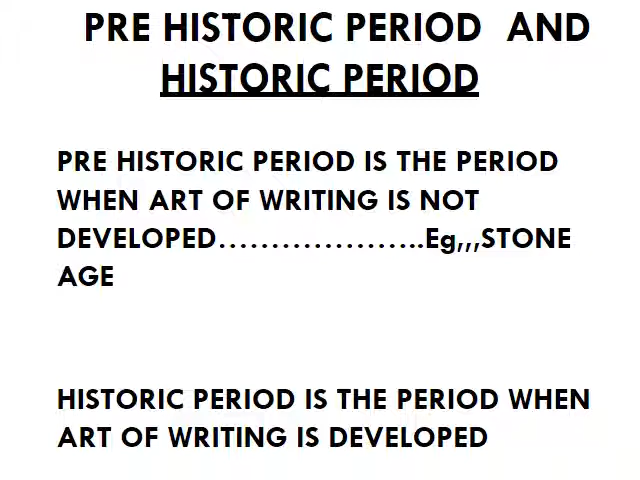 PRE HISTORIC PERIOD  AND
HISTORIC PERIOD
PRE HISTORIC PERIOD IS THE PERIOD
WHEN ART OF WRITING IS NOT
DEVELOPED………………..Eg,,,STONE
AGE
HISTORIC PERIOD IS THE PERIOD WHEN
ART OF WRITING IS DEVELOPED